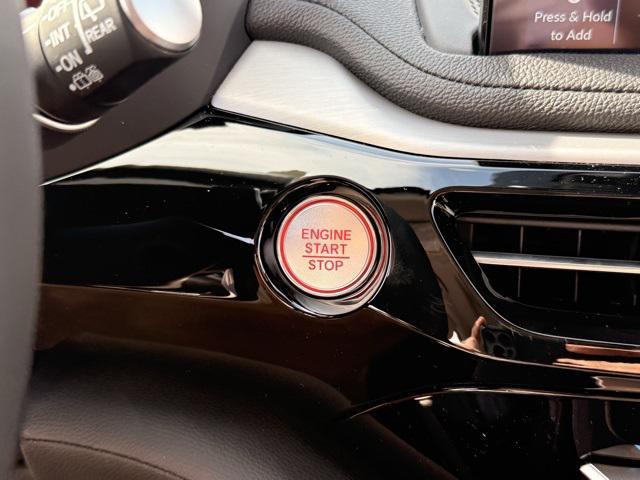 -OFF-
INT
-ON
REAR
Press & Hold
to Add
ENGINE
START
STOP